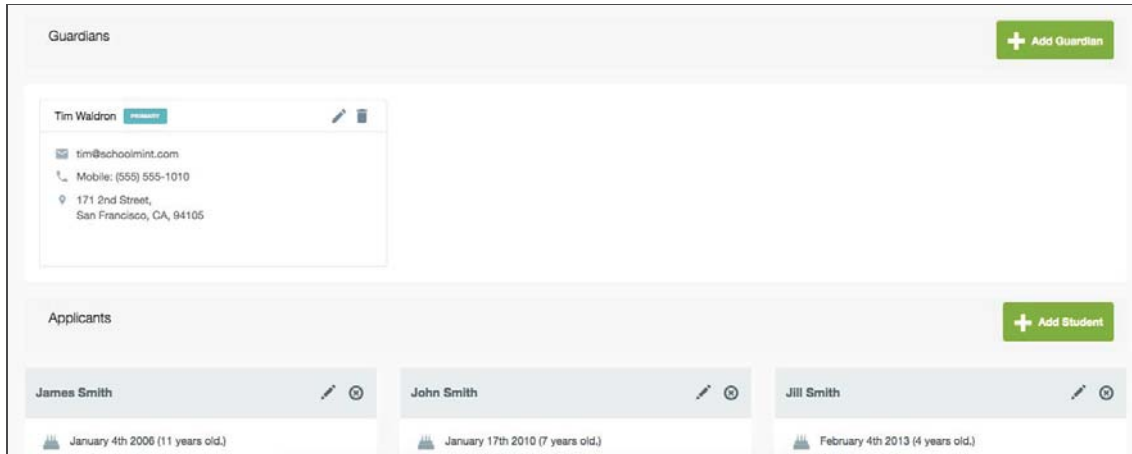 Guardians
Add Guardian
Tim Waldron PRIMARY
tim@schoolmint.com
Mobile: (555) 555-1010
171 2nd Street,
San Francisco, CA, 94105
Applicants
Add Student
James Smith
John Smith
Jill Smith
January 4th 2006 (11 years old.)
January 17th 2010 (7 years old.)
February 4th 2013 (4 years old.)